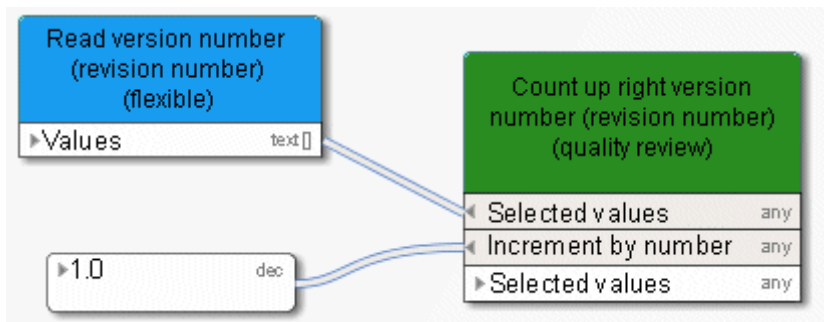 Read version number
(revision number)
(flexible)
Values text[]
1.0 dec
Count up right version
number (revision number)
(quality review)
Selected values any
Increment by number any
Selected values any